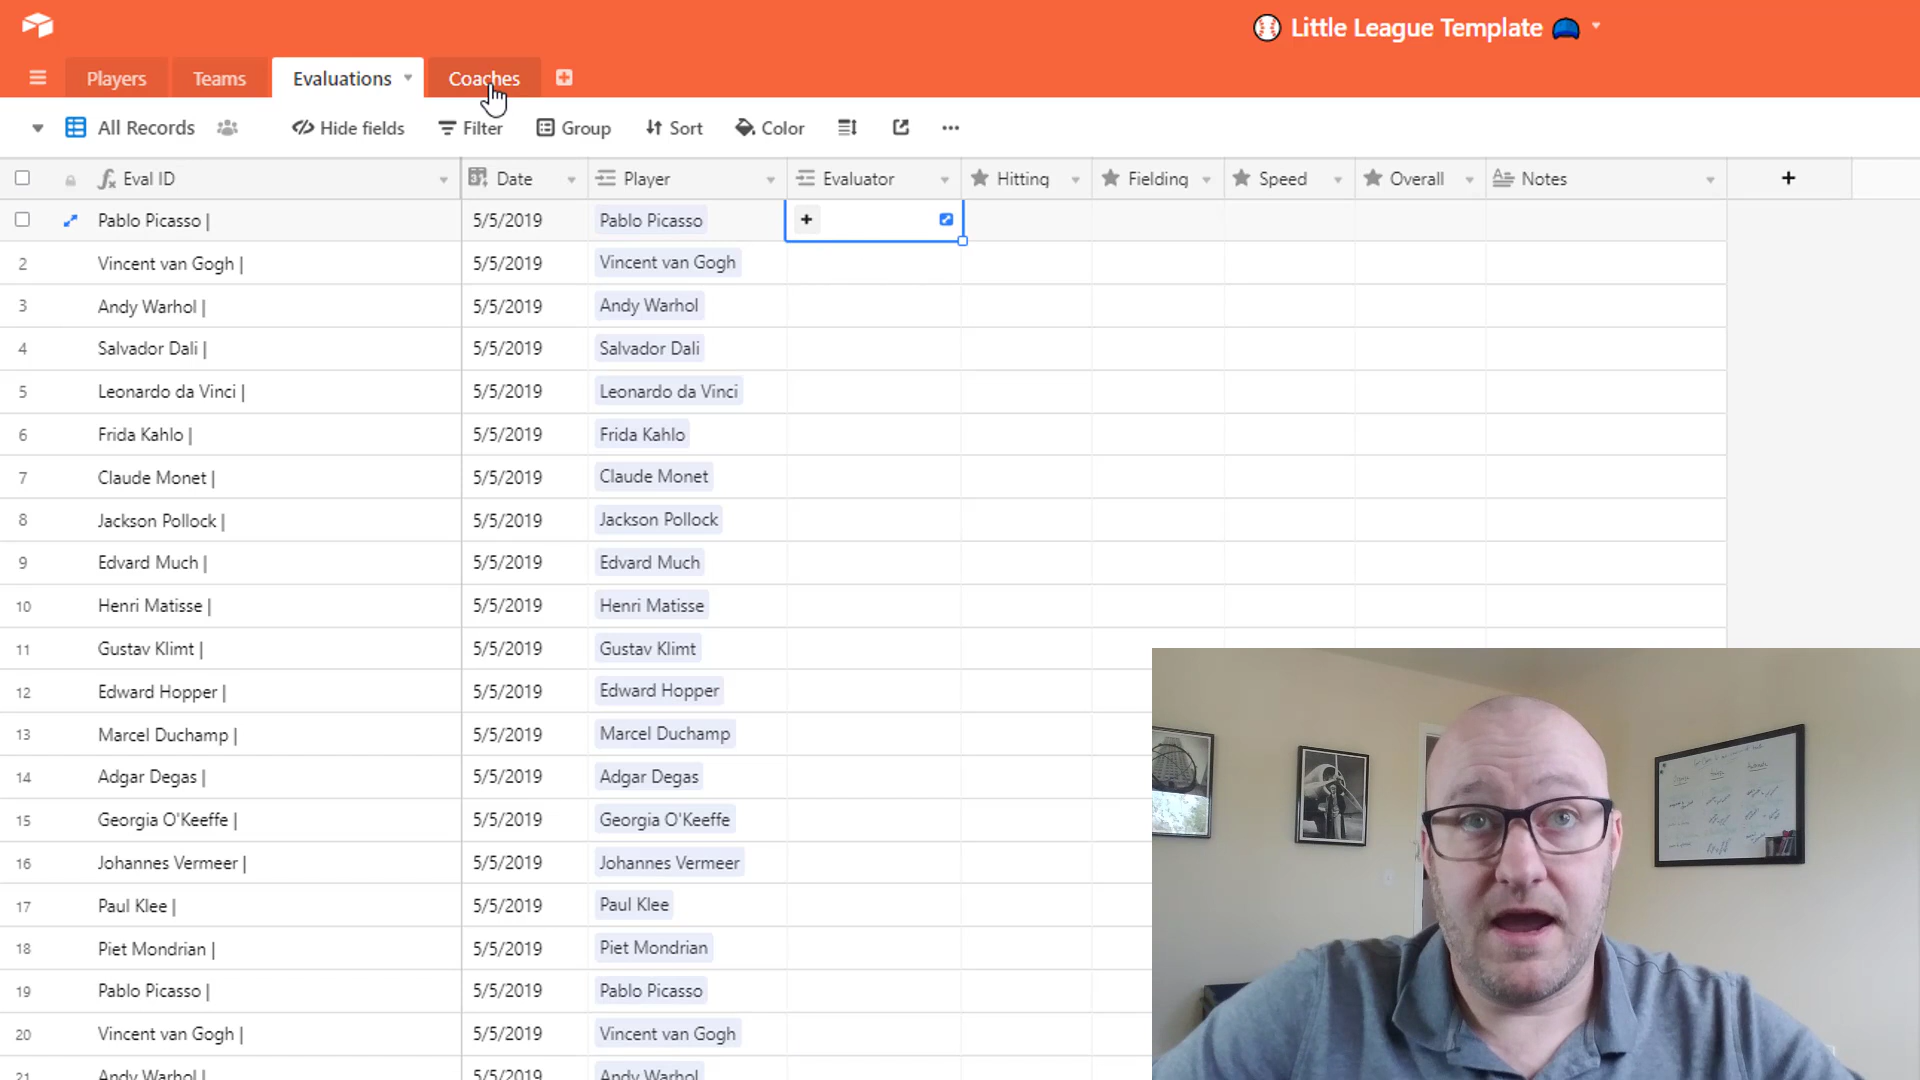 Little League Template
Players Teams Evaluations Coaches
All Records Hide fields Filter Group Sort Color
Eval ID Date Player Evaluator Hitting Fielding Speed Overall Notes
Pablo Picasso | 5/5/2019 Pablo Picasso
2 Vincent van Gogh | 5/5/2019 Vincent van Gogh
3 Andy Warhol | 5/5/2019 Andy Warhol
4 Salvador Dali | 5/5/2019 Salvador Dali
5 Leonardo da Vinci | 5/5/2019 Leonardo da Vinci
6 Frida Kahlo | 5/5/2019 Frida Kahlo
7 Claude Monet | 5/5/2019 Claude Monet
8 Jackson Pollock | 5/5/2019 Jackson Pollock
9 Edvard Much | 5/5/2019 Edvard Much
10 Henri Matisse | 5/5/2019 Henri Matisse
11 Gustav Klimt | 5/5/2019 Gustav Klimt
12 Edward Hopper | 5/5/2019 Edward Hopper
13 Marcel Duchamp | 5/5/2019 Marcel Duchamp
14 Adgar Degas | 5/5/2019 Adgar Degas
15 Georgia O'Keeffe | 5/5/2019 Georgia O'Keeffe
16 Johannes Vermeer | 5/5/2019 Johannes Vermeer
17 Paul Klee | 5/5/2019 Paul Klee
18 Piet Mondrian | 5/5/2019 Piet Mondrian
19 Pablo Picasso | 5/5/2019 Pablo Picasso
20 Vincent van Gogh | 5/5/2019 Vincent van Gogh
21 Andy Warhol | 5/5/2019 Andy Warhol